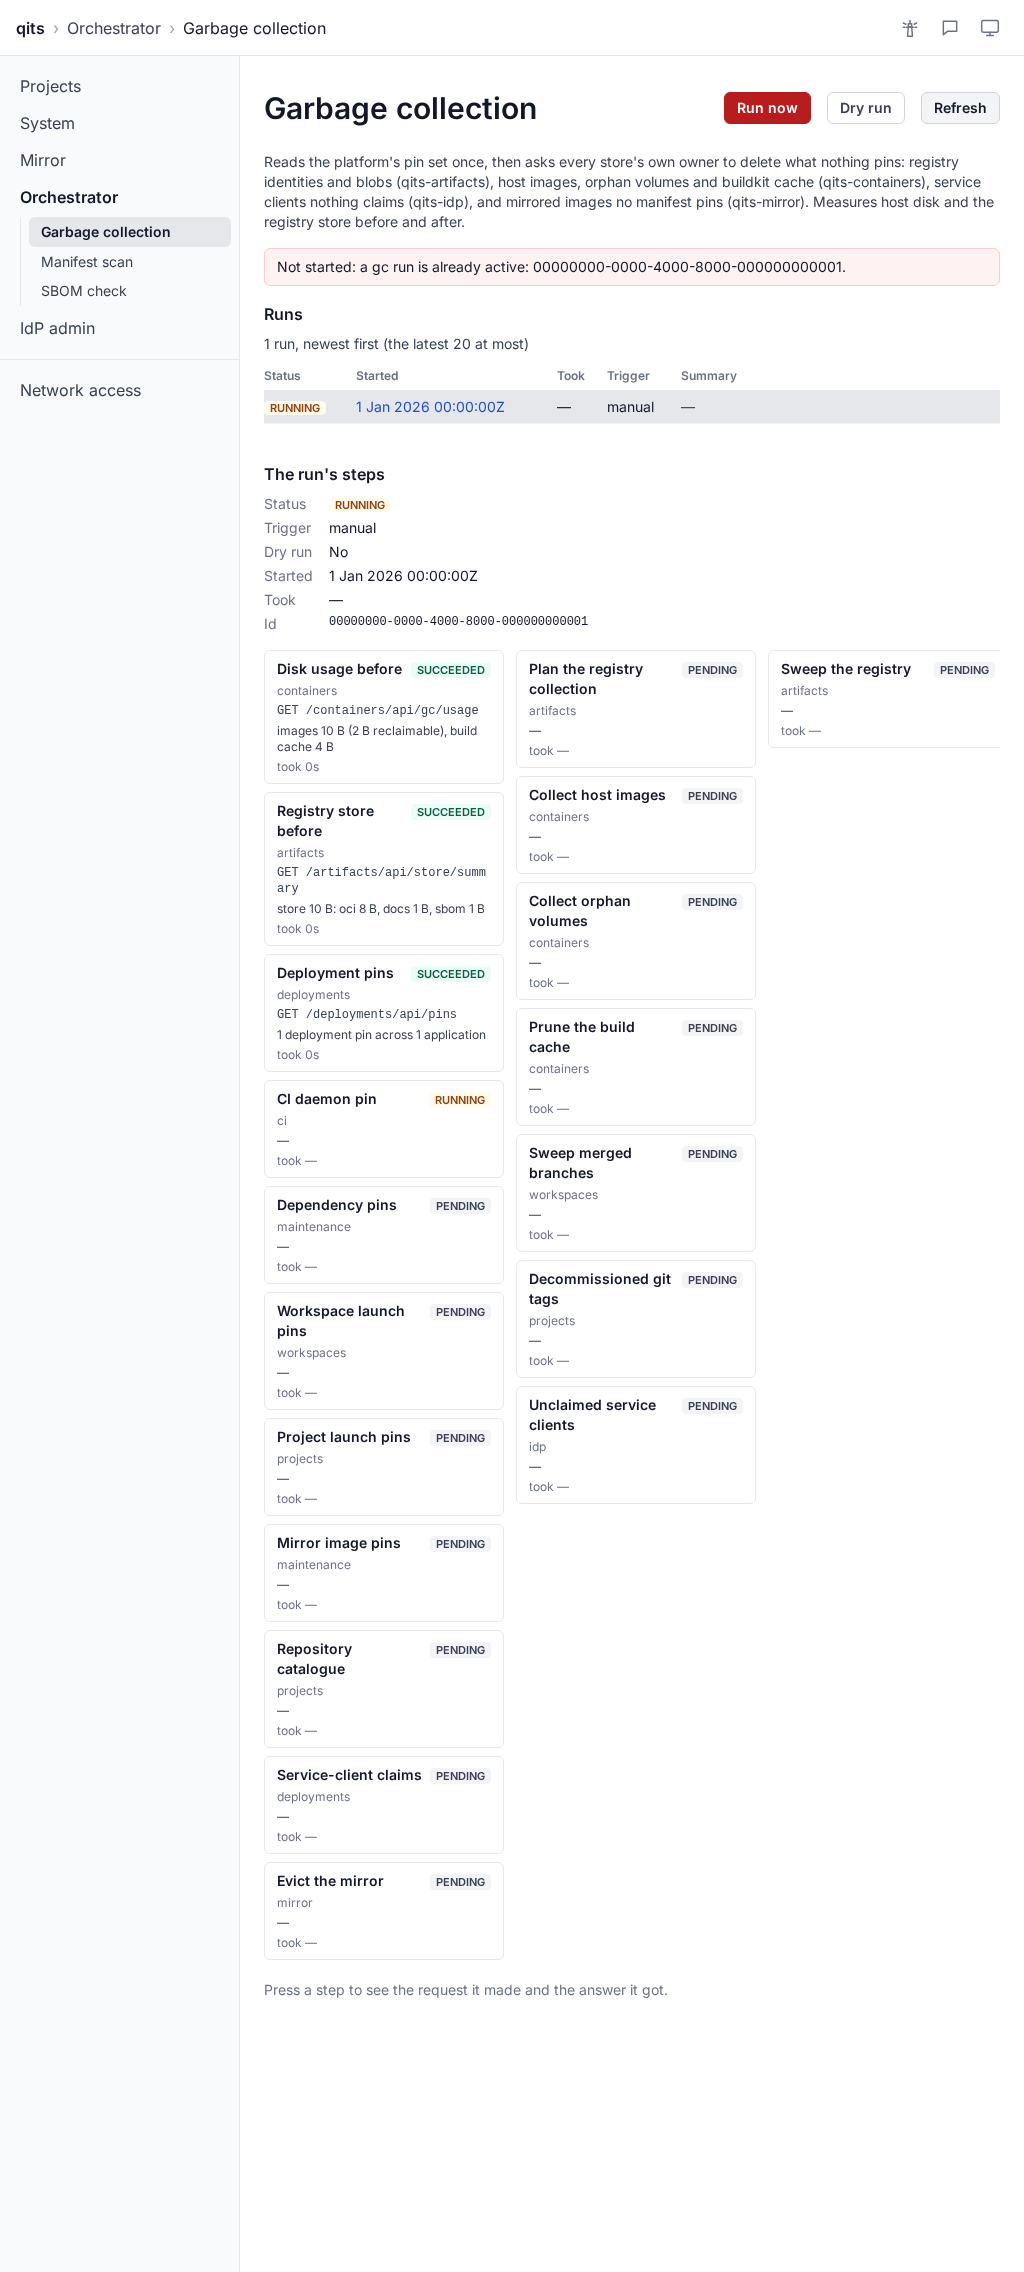 qits › Orchestrator › Garbage collection
Projects
System
Mirror
Orchestrator
Garbage collection
Manifest scan
SBOM check
IdP admin
Network access
Garbage collection
Run now
Dry run
Refresh
Reads the platform's pin set once, then asks every store's own owner to delete what nothing pins: registry
identities and blobs (qits-artifacts), host images, orphan volumes and buildkit cache (qits-containers), service
clients nothing claims (qits-idp), and mirrored images no manifest pins (qits-mirror). Measures host disk and the
registry store before and after.
Not started: a gc run is already active: 00000000-0000-4000-8000-000000000001.
Runs
1 run, newest first (the latest 20 at most)
Status Started Took Trigger Summary
RUNNING 1 Jan 2026 00:00:00Z — manual —
The run's steps
Status RUNNING
Trigger manual
Dry run No
Started 1 Jan 2026 00:00:00Z
Took —
Id 00000000-0000-4000-8000-000000000001
Disk usage before SUCCEEDED
containers
GET /containers/api/gc/usage
images 10 B (2 B reclaimable), build
cache 4 B
took 0s
Registry store
before
SUCCEEDED
artifacts
GET /artifacts/api/store/summ
ary
store 10 B: oci 8 B, docs 1 B, sbom 1 B
took 0s
Deployment pins SUCCEEDED
deployments
GET /deployments/api/pins
1 deployment pin across 1 application
took 0s
CI daemon pin RUNNING
ci
—
took —
Dependency pins PENDING
maintenance
—
took —
Workspace launch
pins
PENDING
workspaces
—
took —
Project launch pins PENDING
projects
—
took —
Mirror image pins PENDING
maintenance
—
took —
Repository
catalogue
PENDING
projects
—
took —
Service-client claims PENDING
deployments
—
took —
Evict the mirror PENDING
mirror
—
took —
Plan the registry
collection
PENDING
artifacts
—
took —
Collect host images PENDING
containers
—
took —
Collect orphan
volumes
PENDING
containers
—
took —
Prune the build
cache
PENDING
containers
—
took —
Sweep merged
branches
PENDING
workspaces
—
took —
Decommissioned git
tags
PENDING
projects
—
took —
Unclaimed service
clients
PENDING
idp
—
took —
Sweep the registry PENDING
artifacts
—
took —
Press a step to see the request it made and the answer it got.